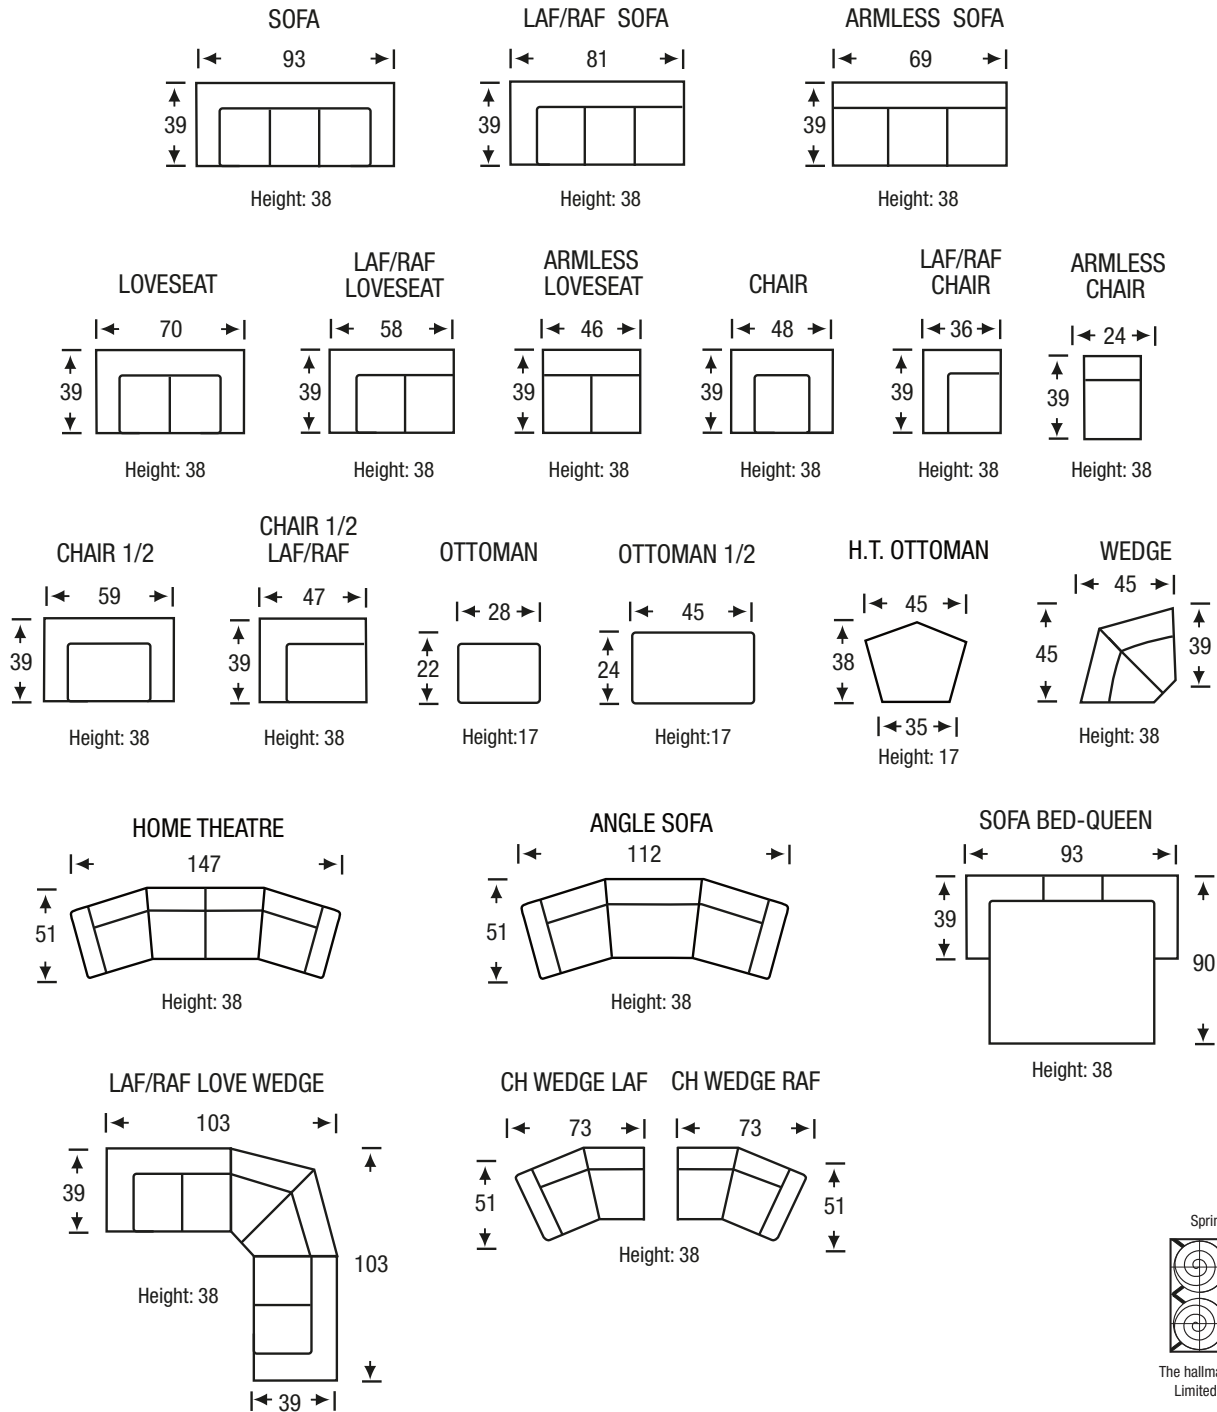 SOFA
LAF/RAF SOFA
ARMLESS SOFA
93
81
69
39
39
39
Height: 38
Height: 38
Height: 38
LOVESEAT
LAF/RAF
LOVESEAT
ARMLESS
LOVESEAT
CHAIR
LAF/RAF
CHAIR
ARMLESS
CHAIR
70
58
46
48
36
24
39
39
39
39
39
39
Height: 38
Height: 38
Height: 38
Height: 38
Height: 38
Height: 38
CHAIR 1/2
CHAIR 1/2
LAF/RAF
OTTOMAN
OTTOMAN 1/2
H.T. OTTOMAN
WEDGE
59
47
28
45
45
45
39
39
22
24
38
45
39
35
Height: 38
Height: 38
Height:17
Height:17
Height: 17
Height: 38
HOME THEATRE
ANGLE SOFA
SOFA BED-QUEEN
147
112
93
51
51
39
90
Height: 38
Height: 38
Height: 38
LAF/RAF LOVE WEDGE
CH WEDGE LAF
CH WEDGE RAF
103
73
73
39
51
51
103
Height: 38
Height: 38
39
The
Limited